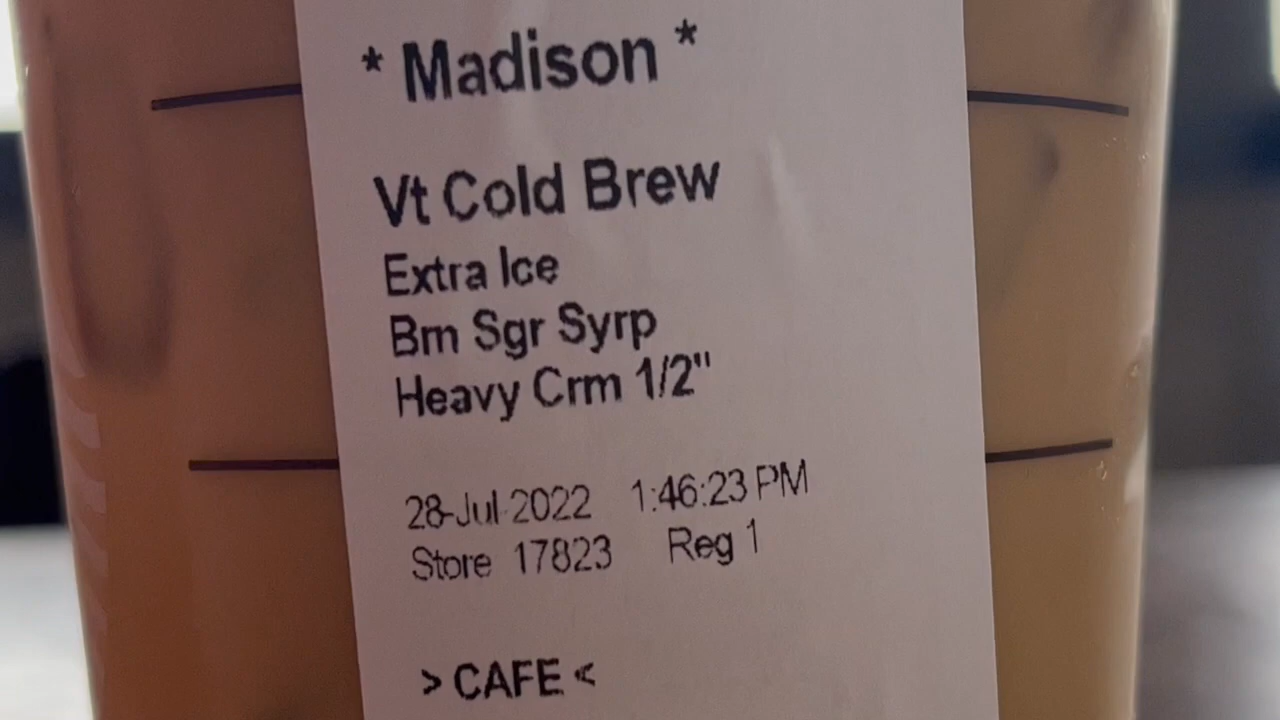 * Madison *
Vt Cold Brew
Extra Ice
Brn Sgr Syrp
Heavy Crm 1/2"
28-Jul-2022 1:46:23 PM
Store 17823 Reg 1
> CAFE <